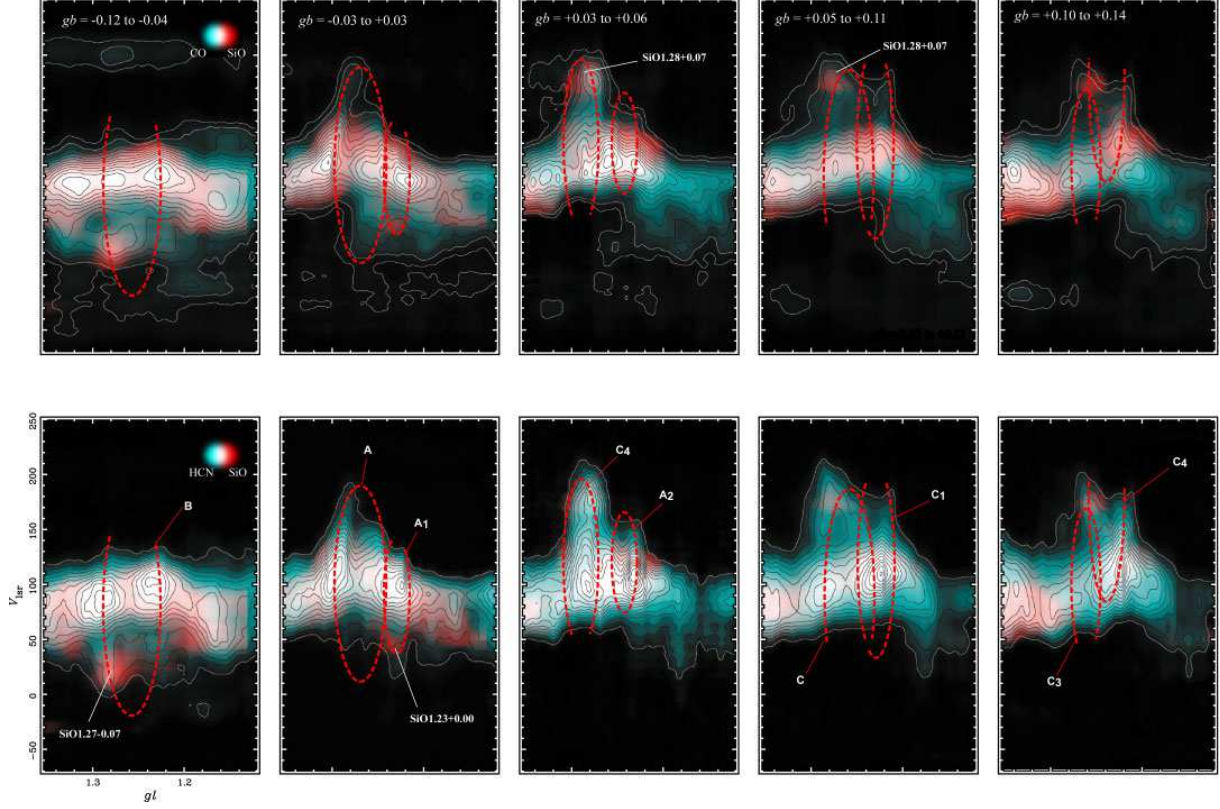 gb = -0.12 to -0.04
gb = -0.03 to +0.03
gb = +0.03 to +0.06
gb = +0.05 to +0.11
gb = +0.10 to +0.14
CO SiO
SiO1.28+0.07
SiO1.28+0.07
HCN SiO
B
A
A1
C4
A2
C1
C4
C
C3
SiO1.27-0.07
SiO1.23+0.00
250
200
150
100
50
0
-50
Vlsr
1.3 1.2
gl